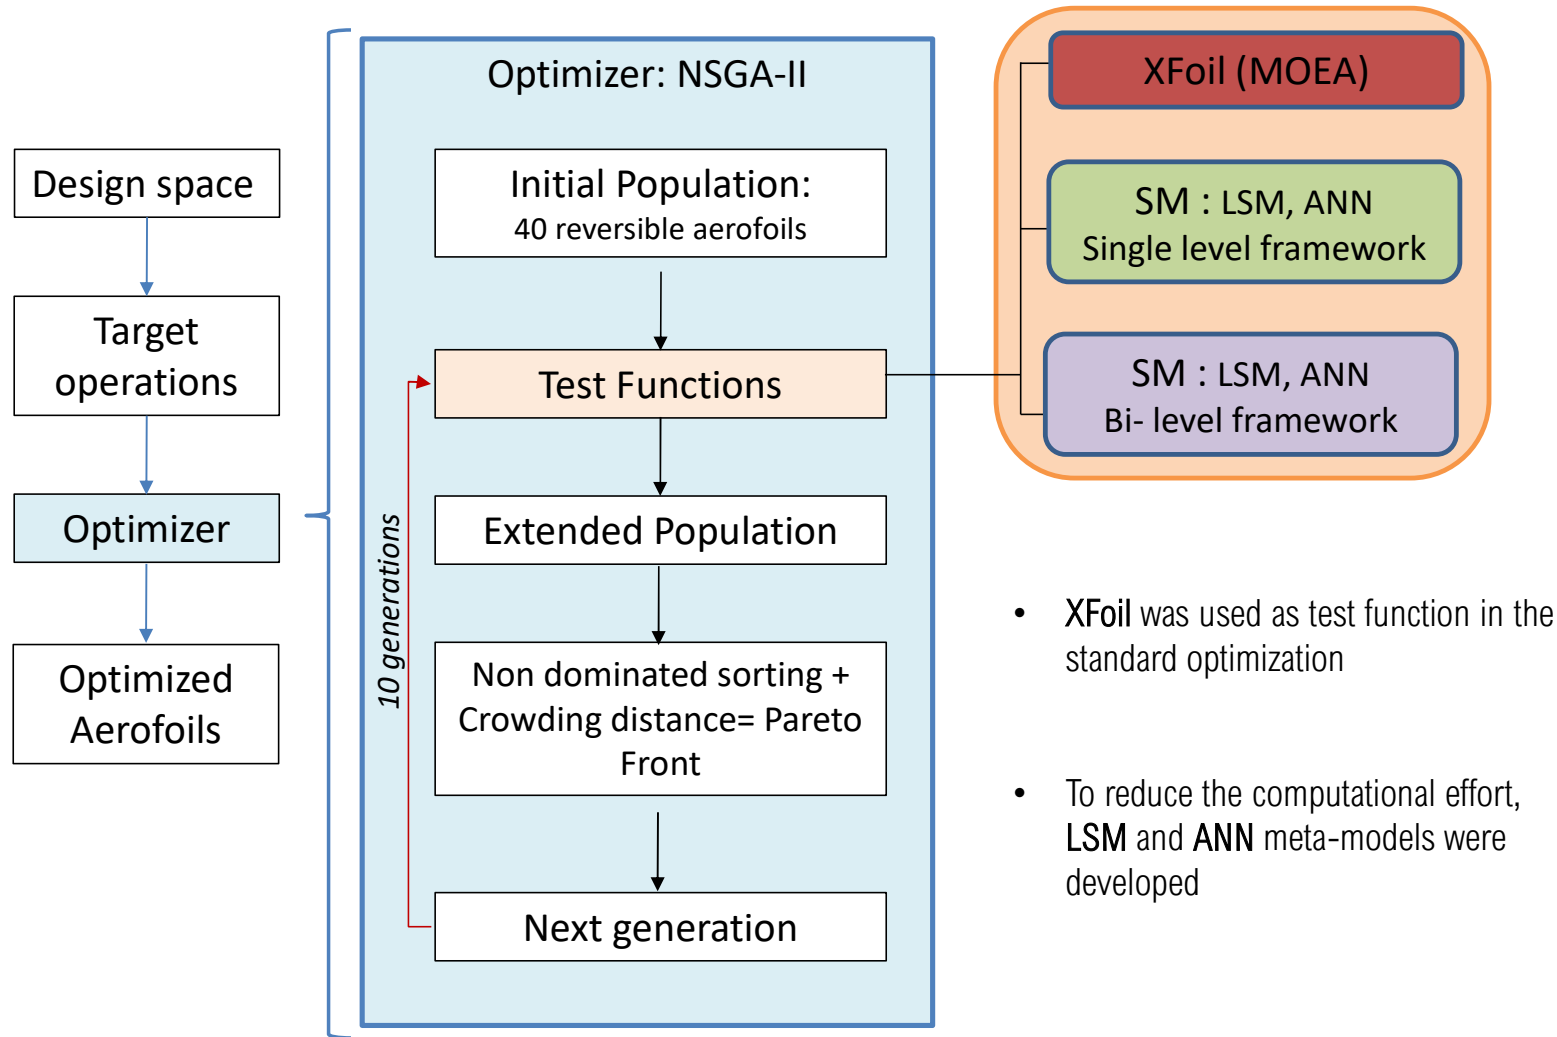 Design space
Target
operations
Optimizer
Optimized
Aerofoils
Optimizer: NSGA-II
Initial Population:
40 reversible aerofoils
Test Functions
Extended Population
Non dominated sorting +
Crowding distance= Pareto
Front
Next generation
10 generations
XFoil (MOEA)
SM : LSM, ANN
Single level framework
SM : LSM, ANN
Bi- level framework
• XFoil was used as test function in the
standard optimization
• To reduce the computational effort,
LSM and ANN meta-models were
developed